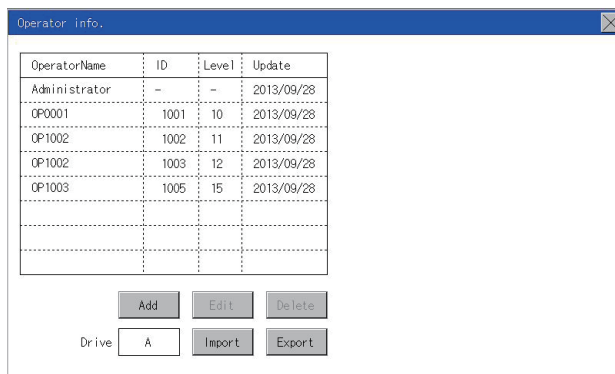 Operator info.
OperatorName ID Level Update
Administrator - - 2013/09/28
OP0001 1001 10 2013/09/28
OP1002 1002 11 2013/09/28
OP1002 1003 12 2013/09/28
OP1003 1005 15 2013/09/28
Add Edit Delete
Drive A Import Export